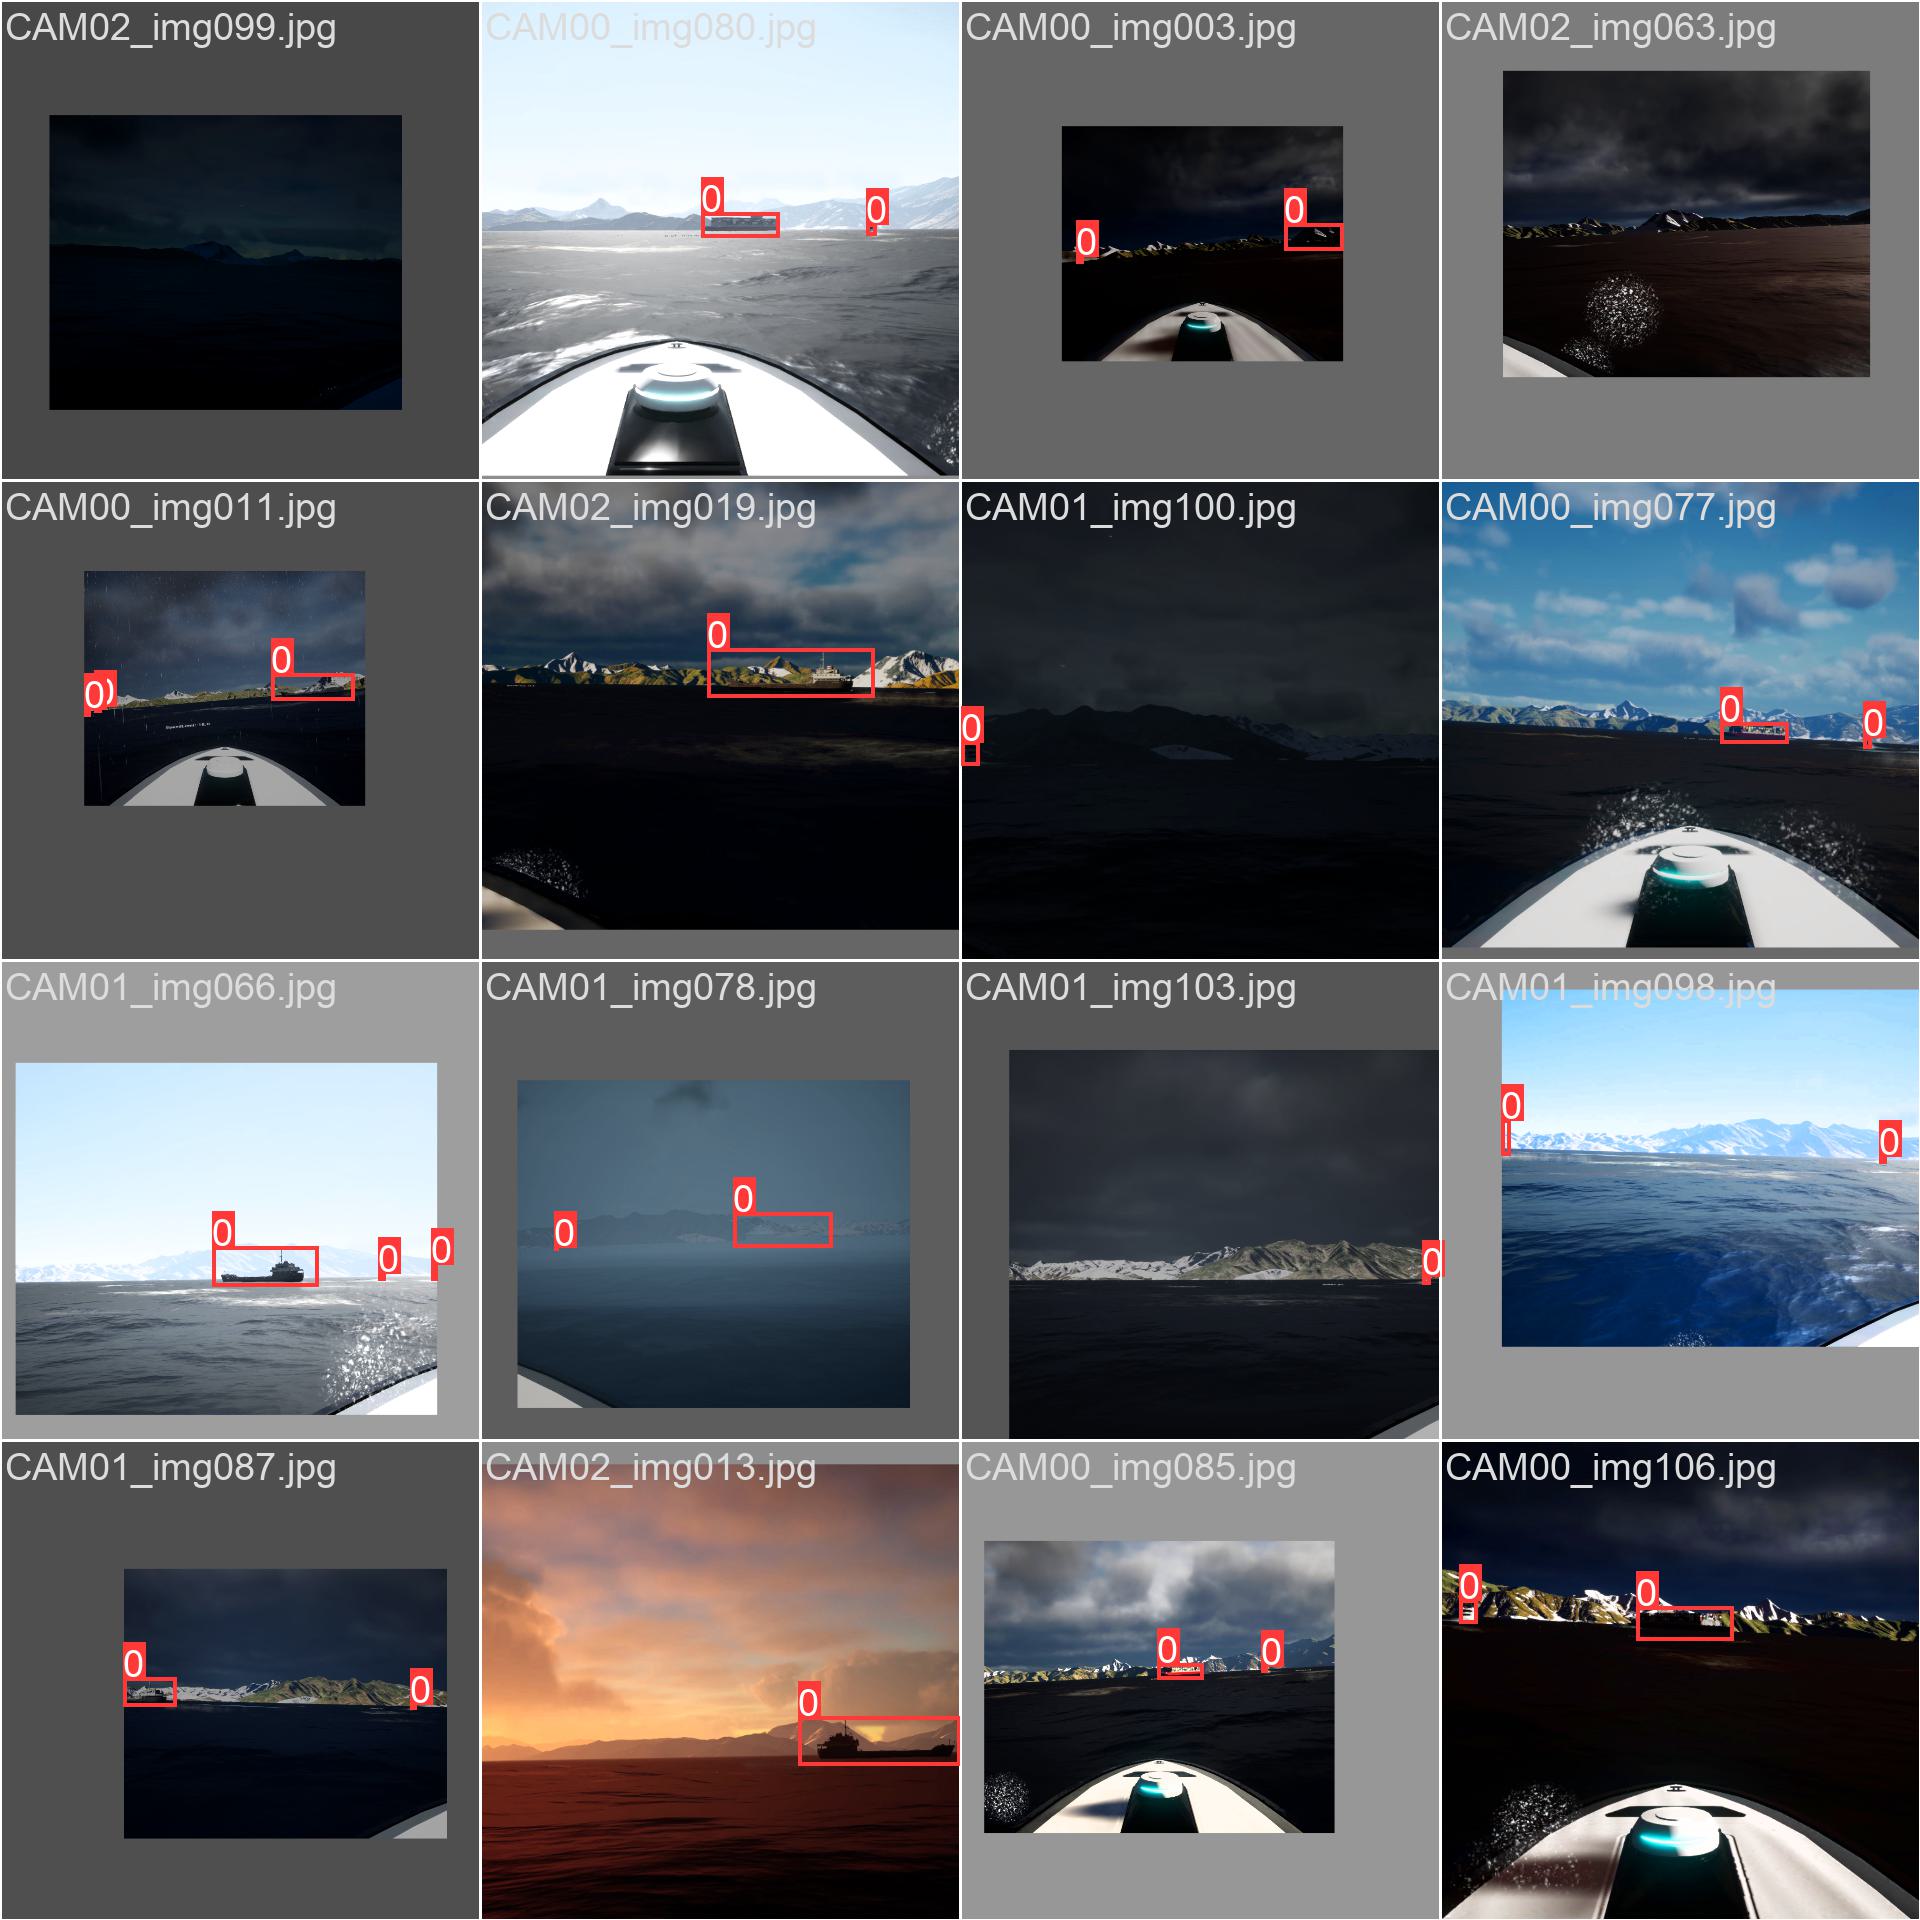 CAM02_img099.jpg
CAM00_img080.jpg
0
0
CAM00_img003.jpg
0
0
CAM02_img063.jpg
CAM00_img011.jpg
0
0
CAM02_img019.jpg
0
CAM01_img100.jpg
0
CAM00_img077.jpg
0
0
CAM01_img066.jpg
0
0
0
CAM01_img078.jpg
0
0
CAM01_img103.jpg
0
CAM01_img098.jpg
0
0
CAM01_img087.jpg
0
0
CAM02_img013.jpg
0
CAM00_img085.jpg
0
0
CAM00_img106.jpg
0
0